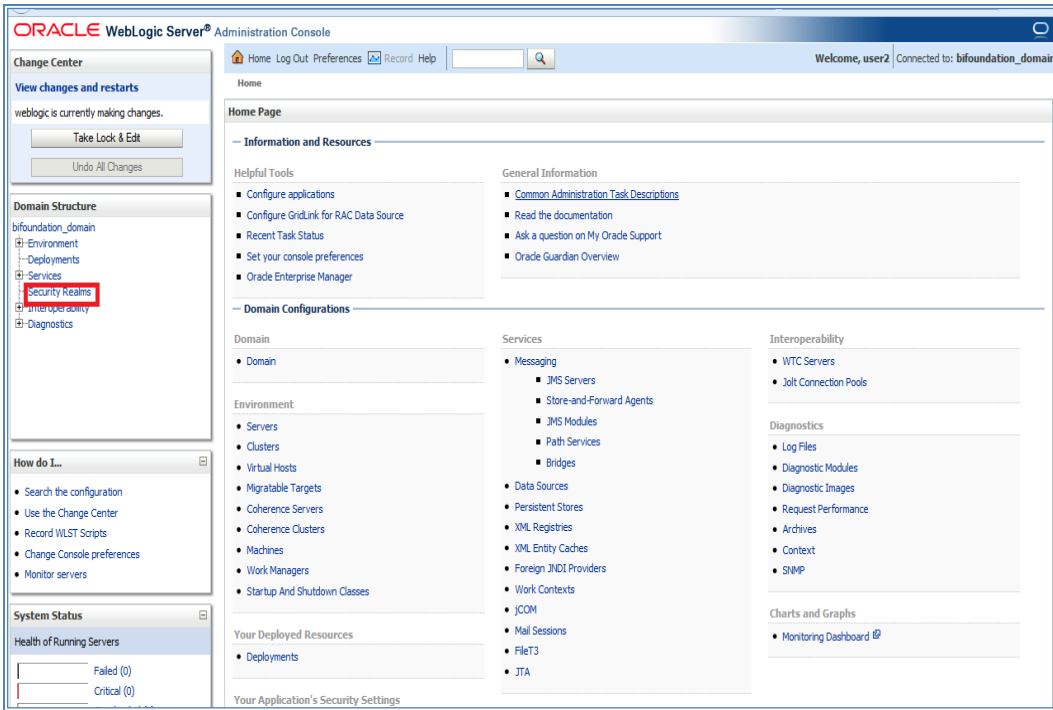 ORACLE WebLogic Server® Administration Console
Change Center
View changes and restarts
weblogic is currently making changes.
Take Lock & Edit
Undo All Changes
Domain Structure
bifoundation_domain
Environment
Deployments
Services
Security Realms
Interoperability
Diagnostics
How do I...
Search the configuration
Use the Change Center
Record WLST Scripts
Change Console preferences
Monitor servers
System Status
Health of Running Servers
Failed (0)
Critical (0)
Home Log Out Preferences Record Help
Welcome, user2 Connected to: bifoundation_domain
Home
Home Page
Information and Resources
Helpful Tools
Configure applications
Configure GridLink for RAC Data Source
Recent Task Status
Set your console preferences
Oracle Enterprise Manager
General Information
Common Administration Task Descriptions
Read the documentation
Ask a question on My Oracle Support
Oracle Guardian Overview
Domain Configurations
Domain
Domain
Environment
Servers
Clusters
Virtual Hosts
Migratable Targets
Coherence Servers
Coherence Clusters
Machines
Work Managers
Startup And Shutdown Classes
Your Deployed Resources
Deployments
Your Application's Security Settings
Services
Messaging
JMS Servers
Store-and-Forward Agents
JMS Modules
Path Services
Bridges
Data Sources
Persistent Stores
XML Registries
XML Entity Caches
Foreign JNDI Providers
Work Contexts
jCOM
Mail Sessions
FileT3
JTA
Interoperability
WTC Servers
Jolt Connection Pools
Diagnostics
Log Files
Diagnostic Modules
Diagnostic Images
Request Performance
Archives
Context
SNMP
Charts and Graphs
Monitoring Dashboard